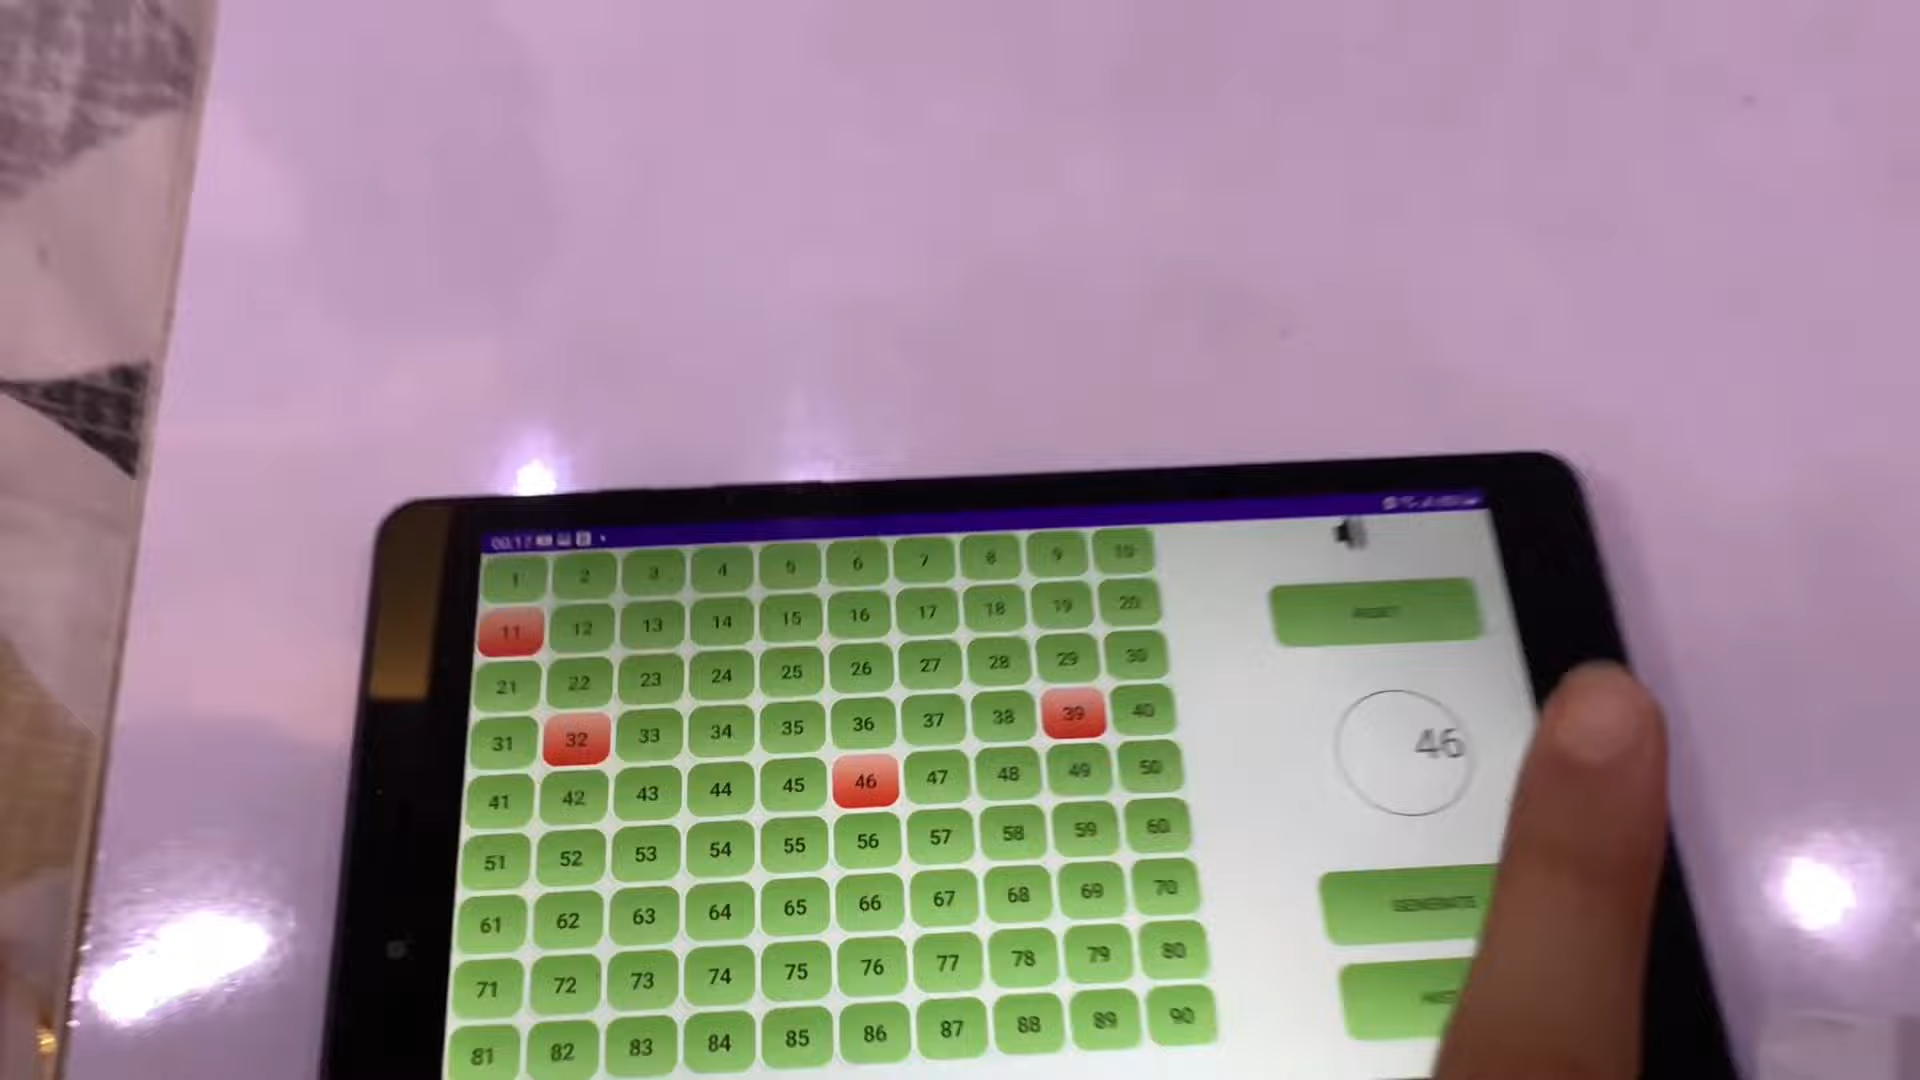 1 2 3 4 5 6 7 8 9 10
11 12 13 14 15 16 17 18 19 20
RESET
21 22 23 24 25 26 27 28 29 30
31 32 33 34 35 36 37 38 39 40
46
41 42 43 44 45 46 47 48 49 50
51 52 53 54 55 56 57 58 59 60
61 62 63 64 65 66 67 68 69 70
GENERATE
71 72 73 74 75 76 77 78 79 80
81 82 83 84 85 86 87 88 89 90